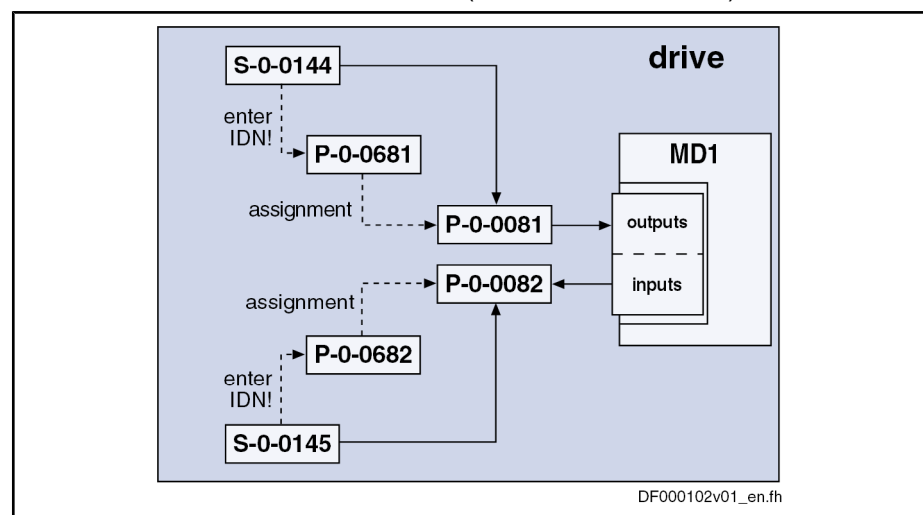 drive
S-0-0144
enter
IDN!
P-0-0681
MD1
assignment
P-0-0081
outputs
P-0-0082
inputs
assignment
P-0-0682
enter
IDN!
S-0-0145
DF000102v01_en.fh